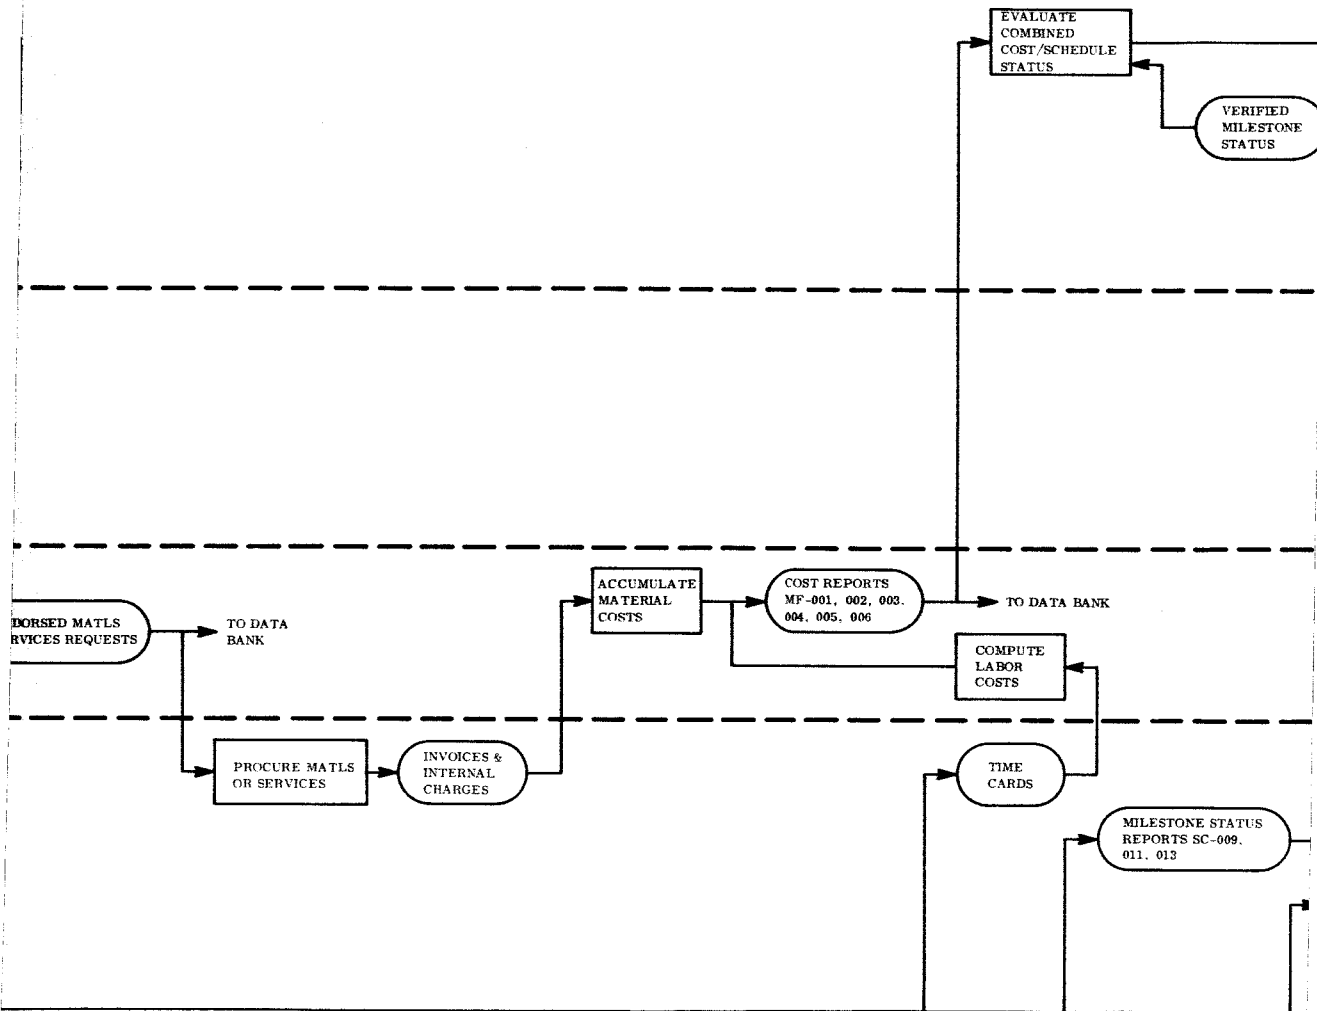 EVALUATE
COMBINED
COST/SCHEDULE
STATUS
VERIFIED
MILESTONE
STATUS
DORSED MATLS
RVICES REQUESTS
TO DATA
BANK
ACCUMULATE
MATERIAL
COSTS
COST REPORTS
MF-001, 002, 003.
004, 005, 006
TO DATA BANK
COMPUTE
LABOR
COSTS
PROCURE MATLS
OR SERVICES
INVOICES &
INTERNAL
CHARGES
TIME
CARDS
MILESTONE STATUS
REPORTS SC-009.
011. 013